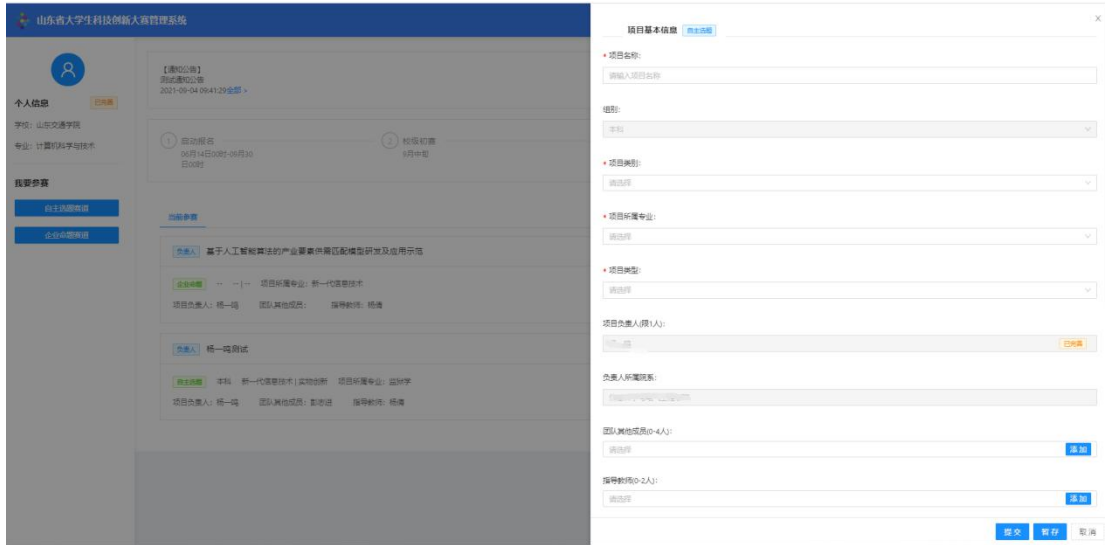 山东省大学生科技创新大赛管理系统
个人信息 已完善
学校：山东交通学院
专业：计算机科学与技术
我要参赛
自主选题赛道
企业命题赛道
【通知公告】
测试通知公告
2021-09-04 09:41:29 全部 >
1 启动报名
06月14日00时-06月30
日00时
2 校级初赛
9月中旬
当前参赛
负责人 基于人工智能算法的产业要素供需匹配模型研发及应用示范
企业命题 -- --|-- 项目所属专业：新一代信息技术
项目负责人：杨一鸣 团队其他成员： 指导教师：杨倩
负责人 杨一鸣测试
自主选题 本科 新一代信息技术|实物创新 项目所属专业：监狱学
项目负责人：杨一鸣 团队其他成员：彭志进 指导教师：杨倩
项目基本信息 自主选题
* 项目名称：
请输入项目名称
组别：
本科
* 项目类别：
请选择
* 项目所属专业：
请选择
* 项目类型：
请选择
项目负责人(限1人)：
已完善
负责人所属院系：
团队其他成员(0-4人)：
请选择 添加
指导教师(0-2人)：
请选择 添加
提交 暂存 取消